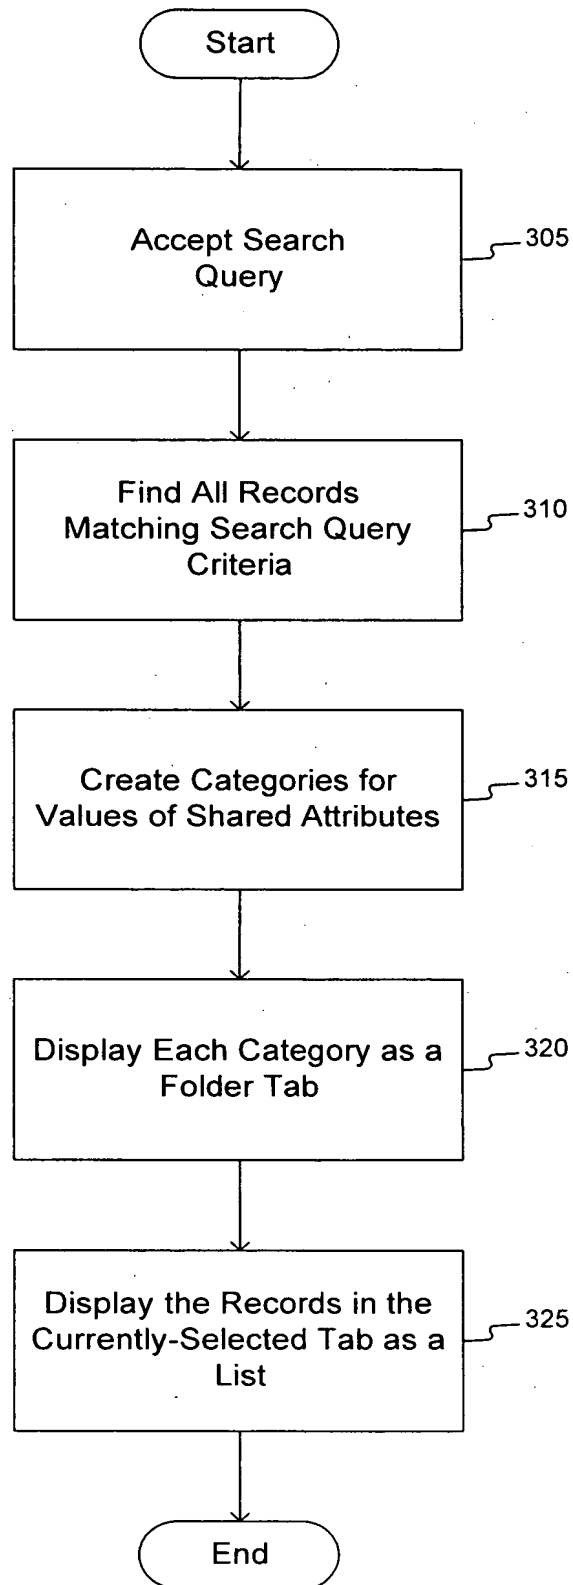 Start
Accept Search
Query
305
Find All Records
Matching Search Query
Criteria
310
Create Categories for
Values of Shared Attributes
315
Display Each Category as a
Folder Tab
320
Display the Records in the
Currently-Selected Tab as a
List
325
End